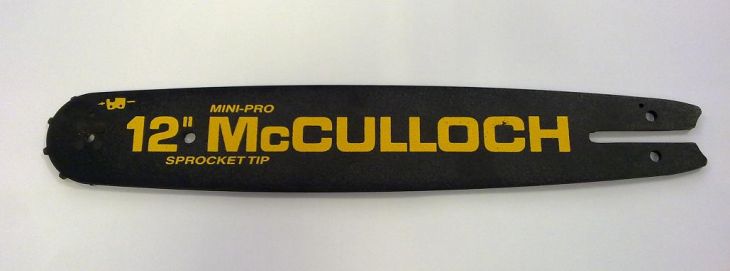 MINI-PRO
12" McCULLOCH
SPROCKET TIP